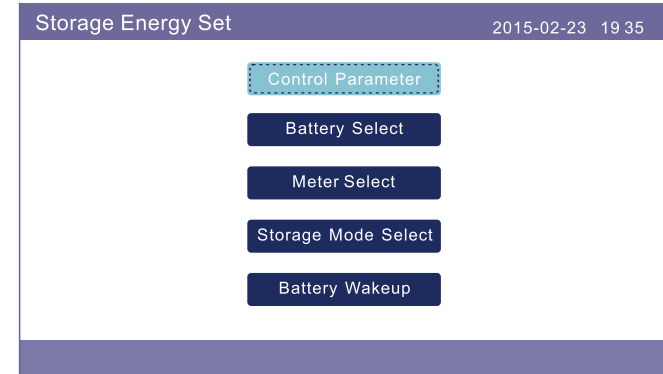 Storage Energy Set
2015-02-23 19 35
Control Parameter
Battery Select
Meter Select
Storage Mode Select
Battery Wakeup